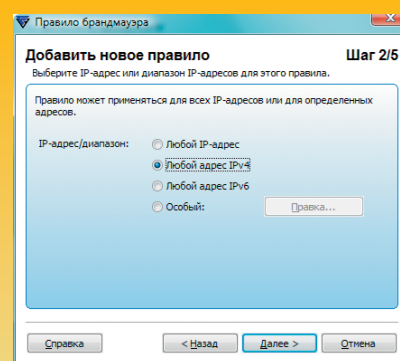 Правило брандмауэра
Добавить новое правило Шаг 2/5
Выберите IP-адрес или диапазон IP-адресов для этого правила.
Правило может применяться для всех IP-адресов или для определенных
адресов.
IP-адрес/диапазон: Любой IP-адрес
Любой адрес IPv4
Любой адрес IPv6
Особый: Правка...
Справка < Назад Далее > Отмена